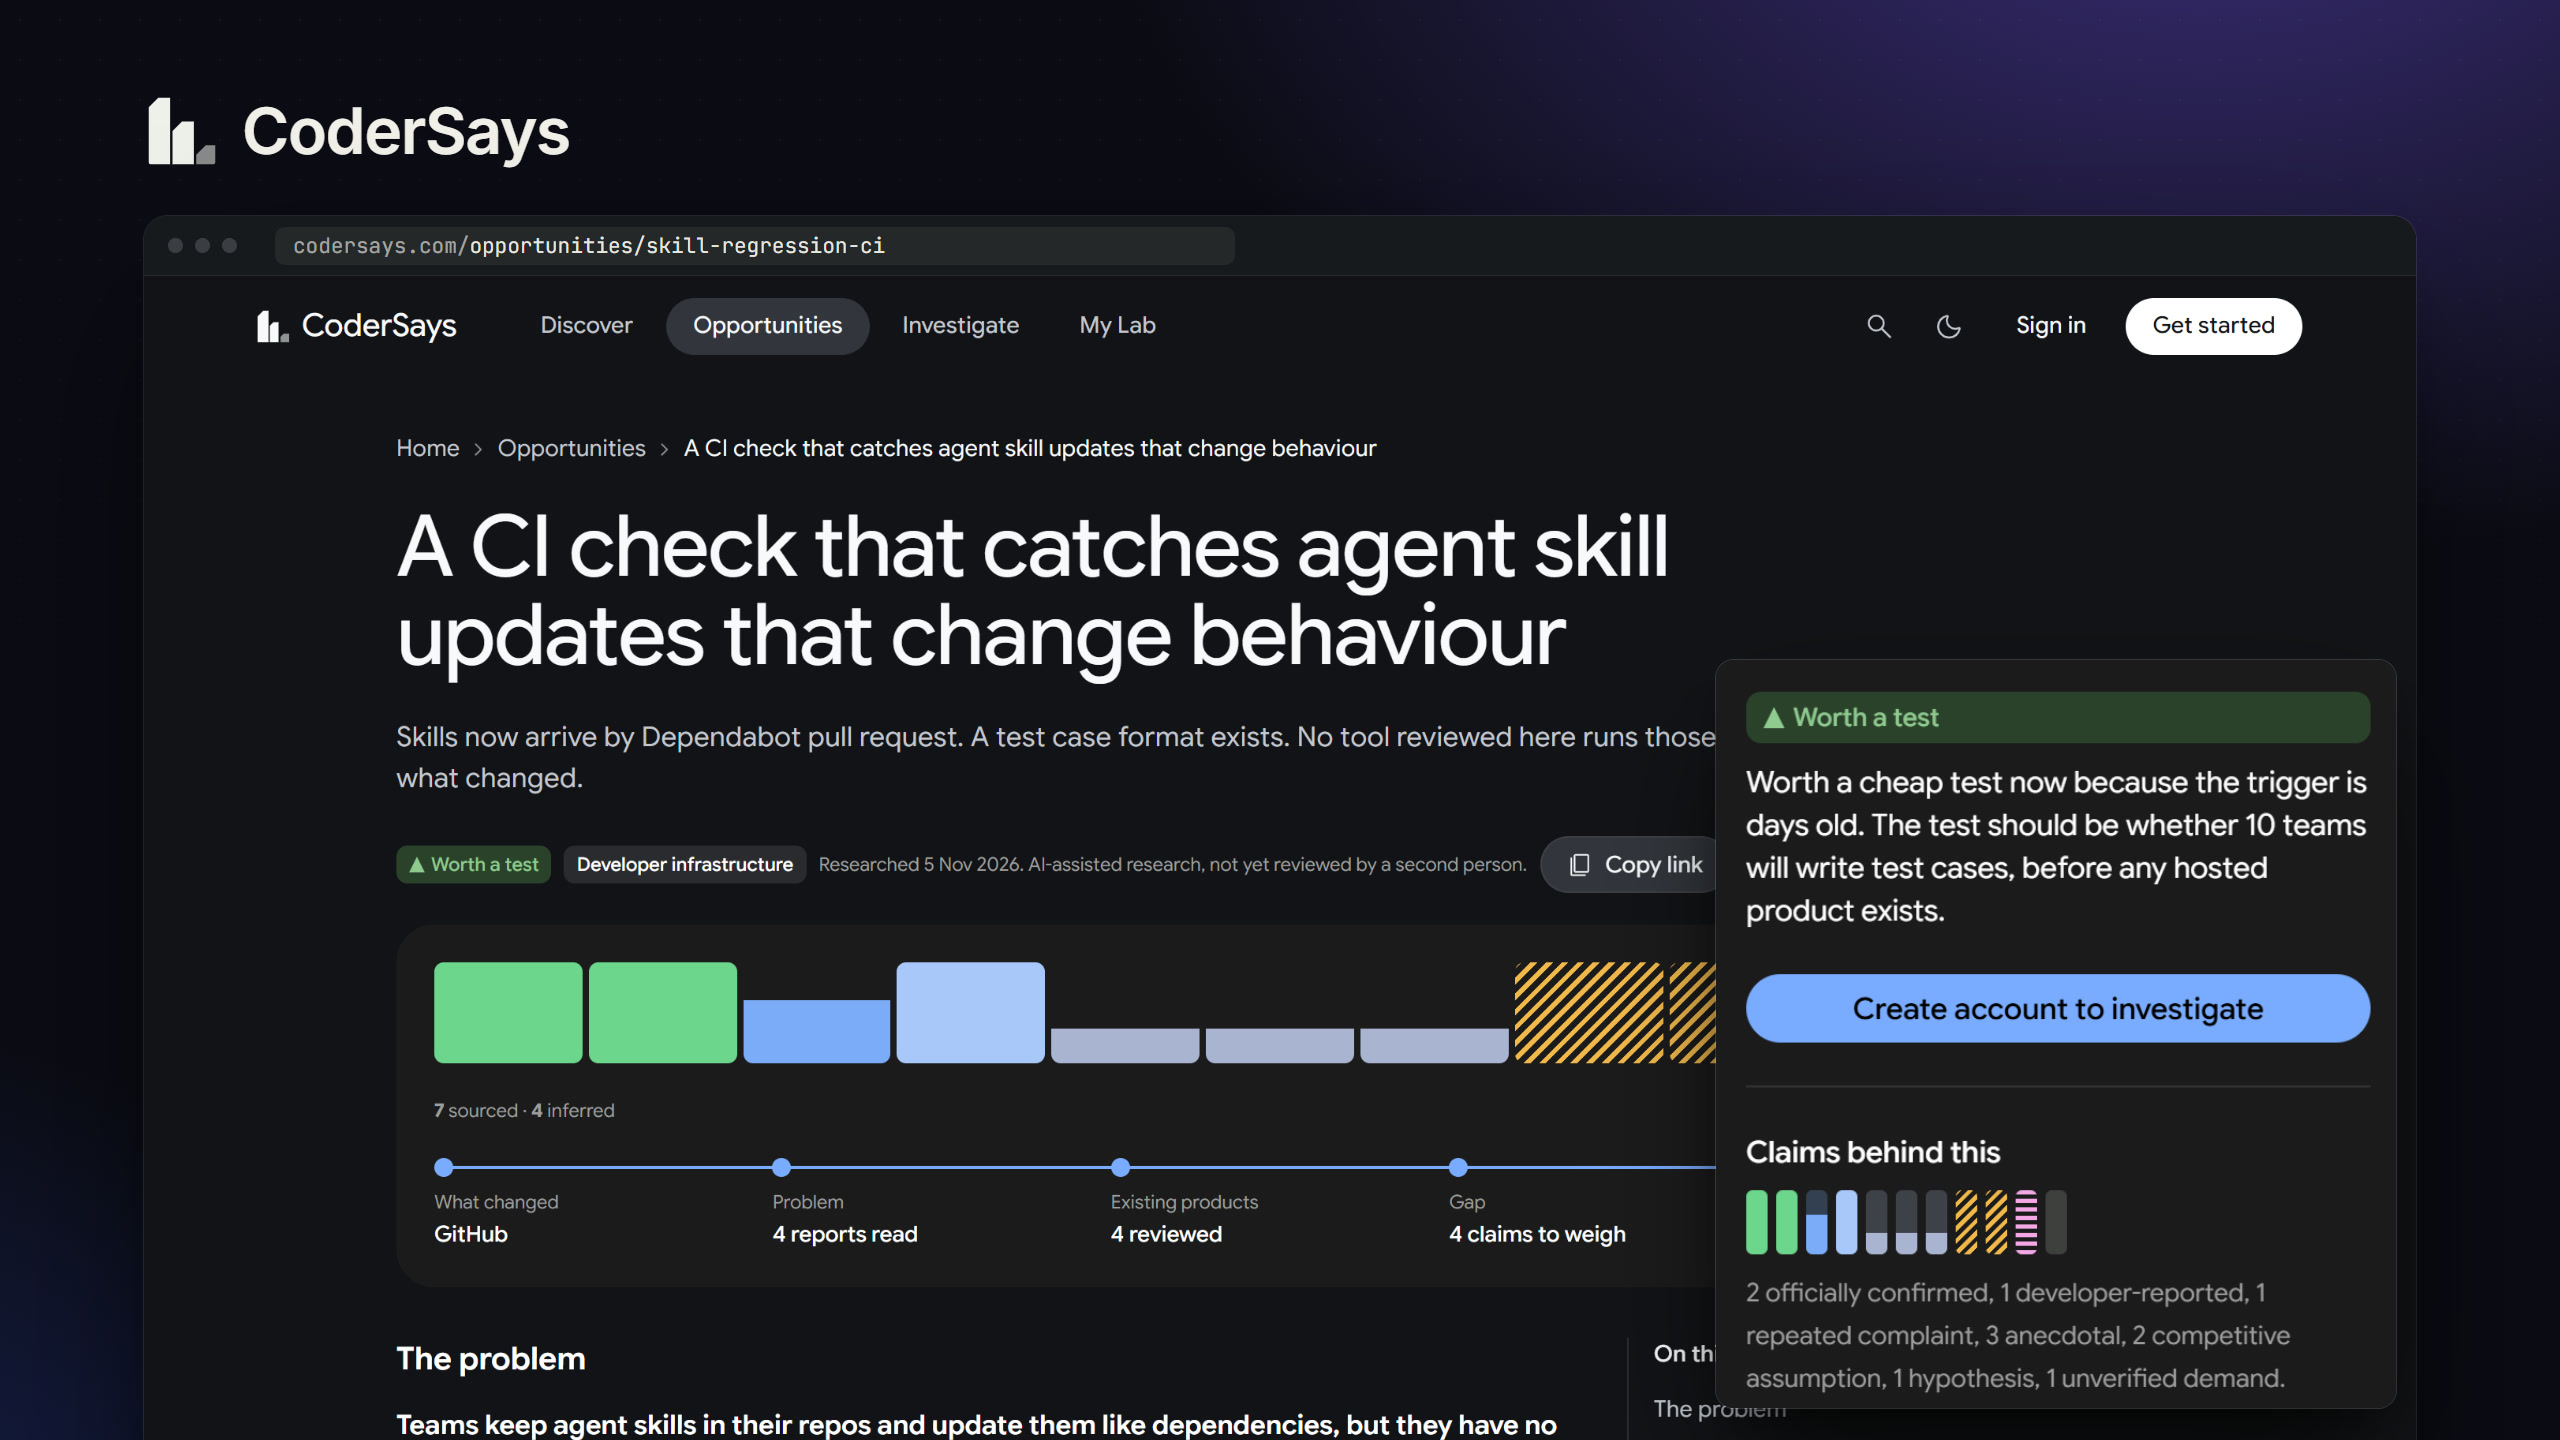 CoderSays
codersays.com/opportunities/skill-regression-ci
CoderSays
Discover
Opportunities
Investigate
My Lab
Sign in
Get started
Home > Opportunities > A CI check that catches agent skill updates that change behaviour
A CI check that catches agent skill
updates that change behaviour
Skills now arrive by Dependabot pull request. A test case format exists. No tool reviewed here runs those
what changed.
Worth a test
Developer infrastructure
Researched 5 Nov 2026. AI-assisted research, not yet reviewed by a second person.
Copy link
7 sourced · 4 inferred
What changed
GitHub
Problem
4 reports read
Existing products
4 reviewed
Gap
4 claims to weigh
The problem
Teams keep agent skills in their repos and update them like dependencies, but they have no
On thi
The problem
Worth a test
Worth a cheap test now because the trigger is
days old. The test should be whether 10 teams
will write test cases, before any hosted
product exists.
Create account to investigate
Claims behind this
2 officially confirmed, 1 developer-reported, 1
repeated complaint, 3 anecdotal, 2 competitive
assumption, 1 hypothesis, 1 unverified demand.